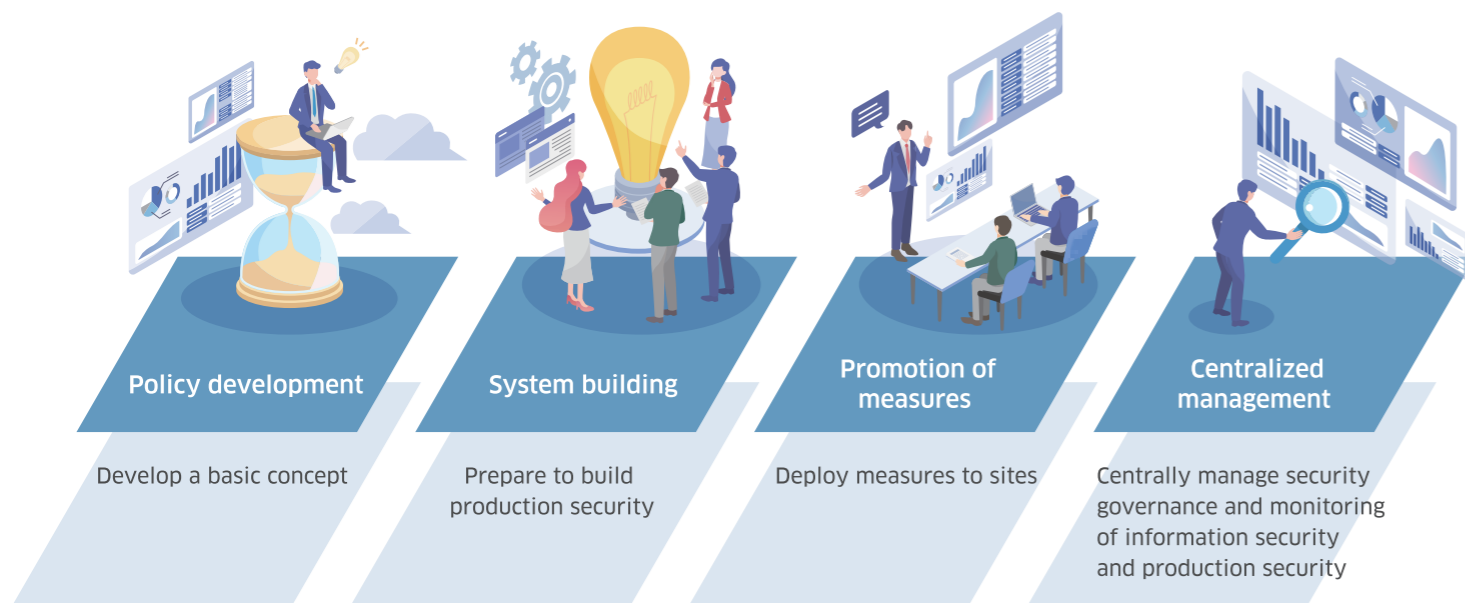 Policy development
Develop a basic concept
System building
Prepare to build
production security
Promotion of
measures
Deploy measures to sites
Centralized
management
Centrally manage security
governance and monitoring
of information security
and production security